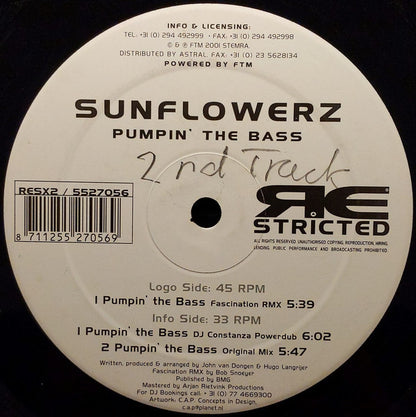 INFO & LICENSING:
TEL: +31 (0) 294 492999 · FAX: +31 (0) 294 492998
© & ℗ FTM 2001 STEMRA.
DISTRIBUTED BY ASTRAL. FAX: +31 (0) 23 5628134
POWERED BY FTM
SUNFLOWERZ
PUMPIN' THE BASS
2nd Track
RESX2 / 5527056
8 711255 270569
RE
STRICTED
ALL RIGHTS RESERVED UNAUTHORISED COPYING REPRODUCTION HIRING
LENDING PUBLIC PERFORMANCE AND BROADCASTING PROHIBITED
Logo Side: 45 RPM
1 Pumpin' the Bass Fascination RMX 5:39
Info Side: 33 RPM
1 Pumpin' the Bass DJ Constanza Powerdub 6:02
2 Pumpin' the Bass Original Mix 5:47
Written, produced & arranged by John van Dongen & Hugo Langrijer
Fascination RMX by Bob Snoeijer
Published by BMG
Mastered by Arjan Rietvink Productions
For DJ Bookings call + 31 (0) 77 4669300
Artwork. C.A.P. Concepts in Design.
c.a.p@planet.nl